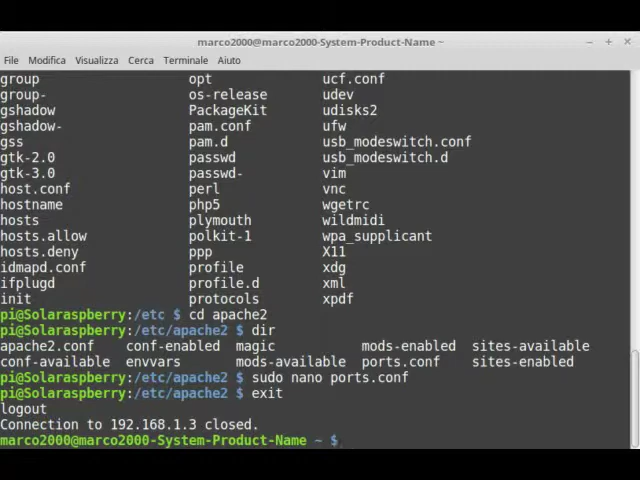 marco2000@marco2000-System-Product-Name ~
File Modifica Visualizza Cerca Terminale Aiuto
group opt ucf.conf
group- os-release udev
gshadow PackageKit udisks2
gshadow- pam.conf ufw
gss pam.d usb_modeswitch.conf
gtk-2.0 passwd usb_modeswitch.d
gtk-3.0 passwd- vim
host.conf perl vnc
hostname php5 wgetrc
hosts plymouth wildmidi
hosts.allow polkit-1 wpa_supplicant
hosts.deny ppp X11
idmapd.conf profile xdg
ifplugd profile.d xml
init protocols xpdf
pi@Solaraspberry:/etc $ cd apache2
pi@Solaraspberry:/etc/apache2 $ dir
apache2.conf conf-enabled magic mods-enabled sites-available
conf-available envvars mods-available ports.conf sites-enabled
pi@Solaraspberry:/etc/apache2 $ sudo nano ports.conf
pi@Solaraspberry:/etc/apache2 $ exit
logout
Connection to 192.168.1.3 closed.
marco2000@marco2000-System-Product-Name ~ $